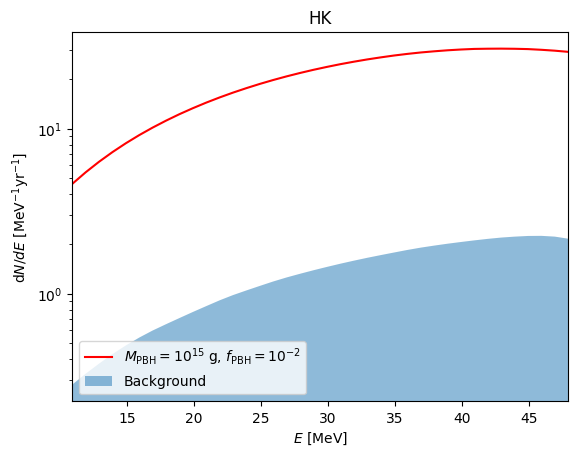 HK
dN/dE [MeV⁻¹yr⁻¹]
10¹
10⁰
M_PBH = 10¹⁵ g, f_PBH = 10⁻²
Background
15 20 25 30 35 40 45
E [MeV]